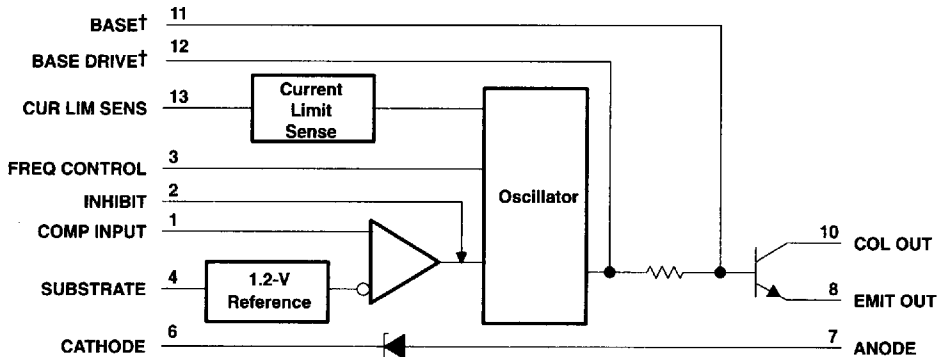 BASE† 11
BASE DRIVE† 12
CUR LIM SENS 13
Current
Limit
Sense
FREQ CONTROL 3
INHIBIT 2
COMP INPUT 1
Oscillator
SUBSTRATE 4
1.2-V
Reference
10 COL OUT
8 EMIT OUT
CATHODE 6
7 ANODE